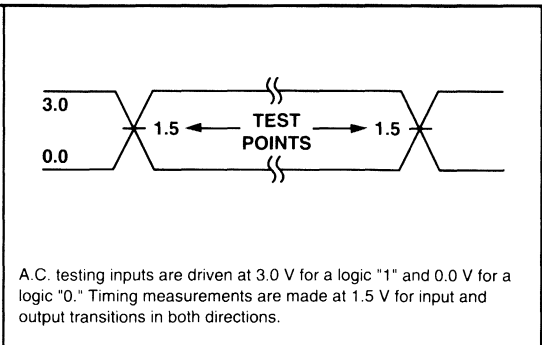 3.0
1.5 TEST POINTS 1.5
0.0
A.C. testing inputs are driven at 3.0 V for a logic "1" and 0.0 V for a
logic "0." Timing measurements are made at 1.5 V for input and
output transitions in both directions.